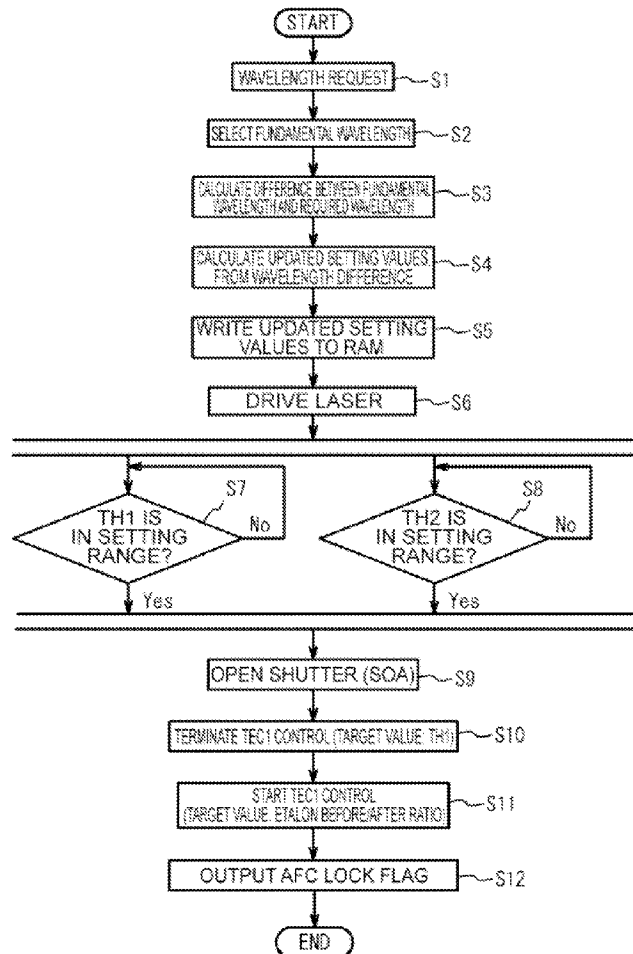 START
WAVELENGTH REQUEST
S1
SELECT FUNDAMENTAL WAVELENGTH
S2
CALCULATE DIFFERENCE BETWEEN FUNDAMENTAL
WAVELENGTH AND REQUIRED WAVELENGTH
S3
CALCULATE UPDATED SETTING VALUES
FROM WAVELENGTH DIFFERENCE
S4
WRITE UPDATED SETTING
VALUES TO RAM
S5
DRIVE LASER
S6
S7
TH1 IS
IN SETTING
RANGE?
No
Yes
S8
TH2 IS
IN SETTING
RANGE?
No
Yes
OPEN SHUTTER (SOA)
S9
TERMINATE TEC1 CONTROL (TARGET VALUE: TH1)
S10
START TEC1 CONTROL
(TARGET VALUE: ETALON BEFORE/AFTER RATIO)
S11
OUTPUT AFC LOCK FLAG
S12
END